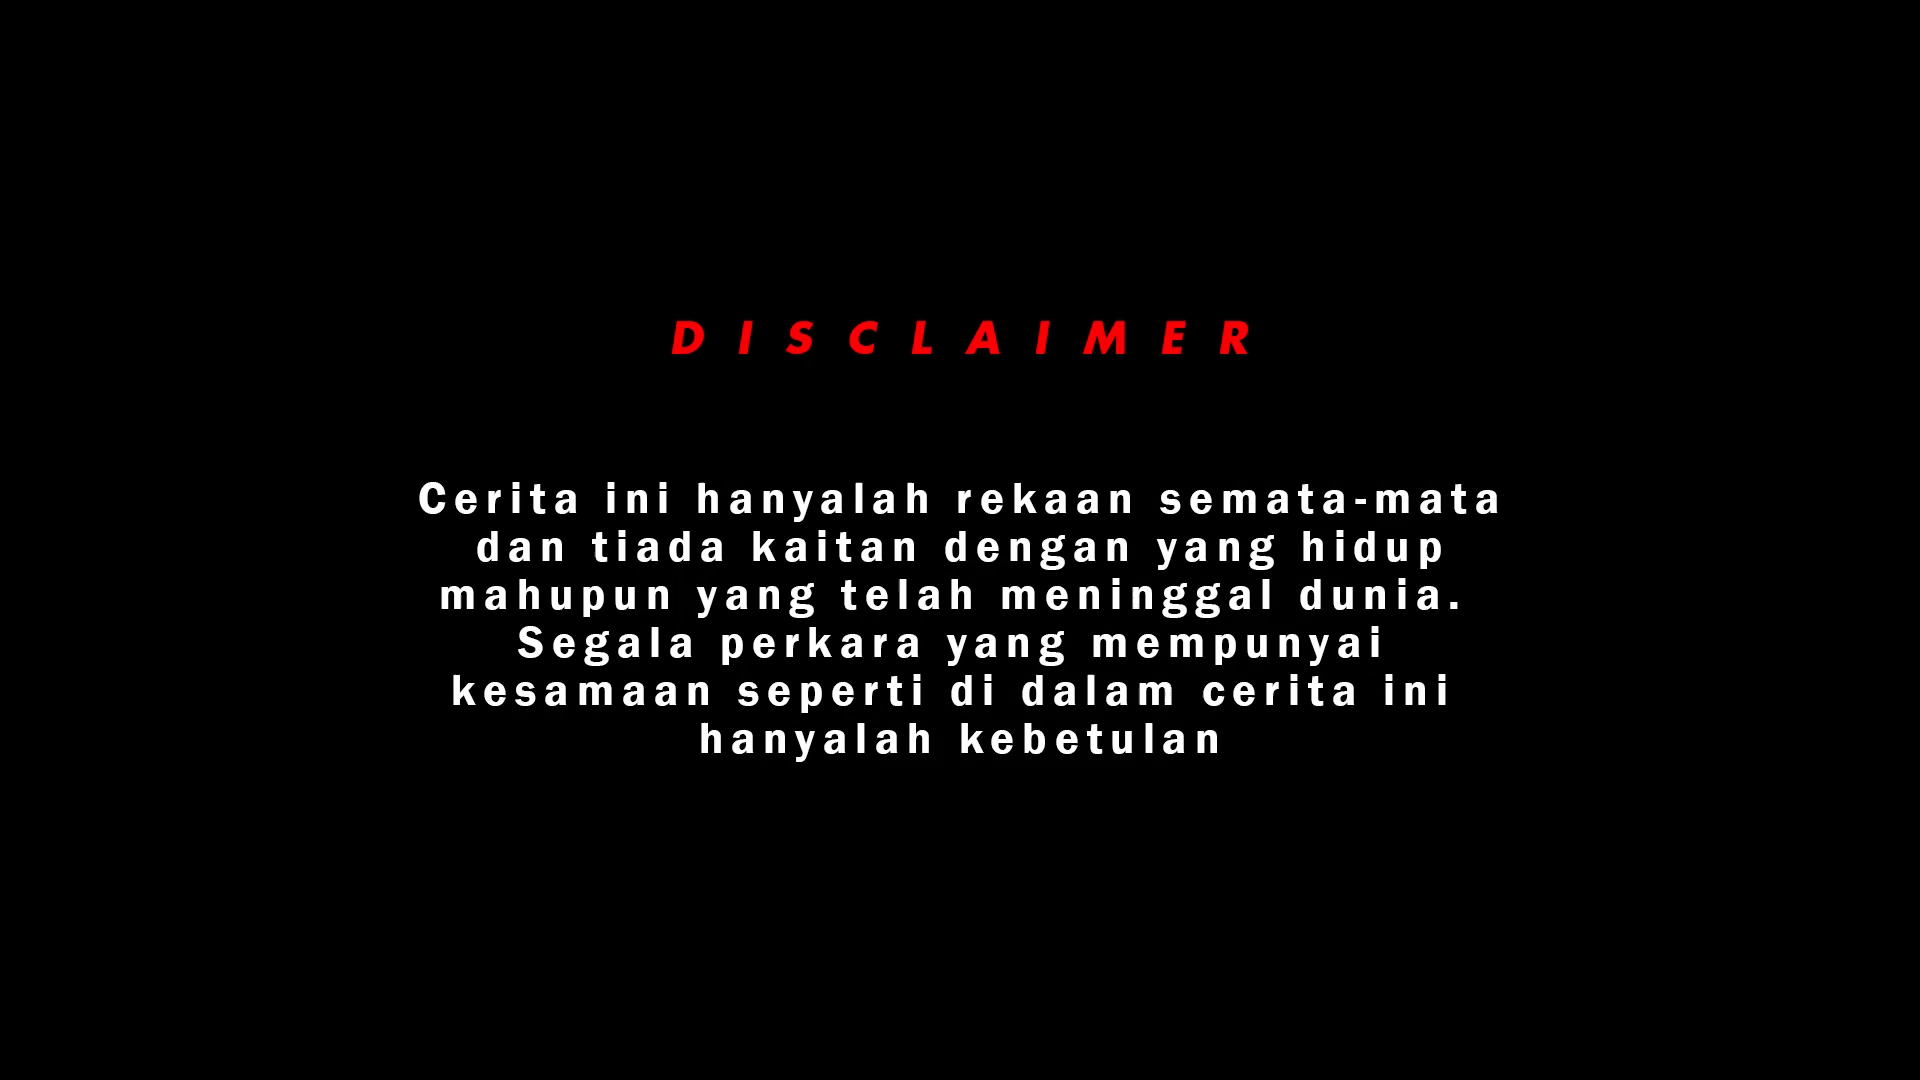 DISCLAIMER
Cerita ini hanyalah rekaan semata-mata
dan tiada kaitan dengan yang hidup
mahupun yang telah meninggal dunia.
Segala perkara yang mempunyai
kesamaan seperti di dalam cerita ini
hanyalah kebetulan